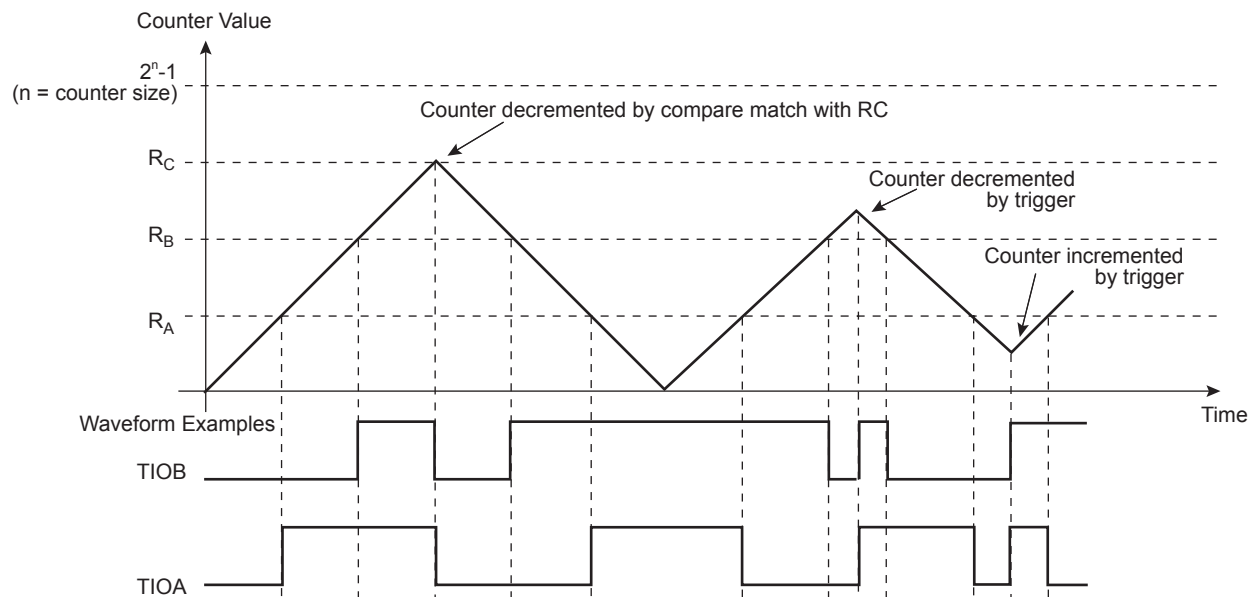 Counter Value
2ⁿ-1
(n = counter size)
Counter decremented by compare match with RC
R_C
Counter decremented
by trigger
R_B
Counter incremented
by trigger
R_A
Time
Waveform Examples
TIOB
TIOA